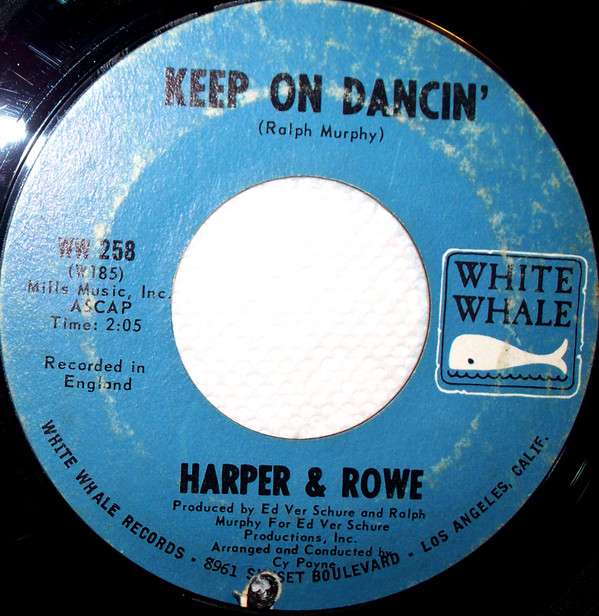 KEEP ON DANCIN'
(Ralph Murphy)
WW 258
(W185)
Mills Music, Inc.
ASCAP
Time: 2:05
Recorded in
England
WHITE
WHALE
HARPER & ROWE
Produced by Ed Ver Schure and Ralph
Murphy For Ed Ver Schure
Productions, Inc.
Arranged and Conducted by
Cy Payne
WHITE WHALE RECORDS · 8961 SUNSET BOULEVARD - LOS ANGELES, CALIF.